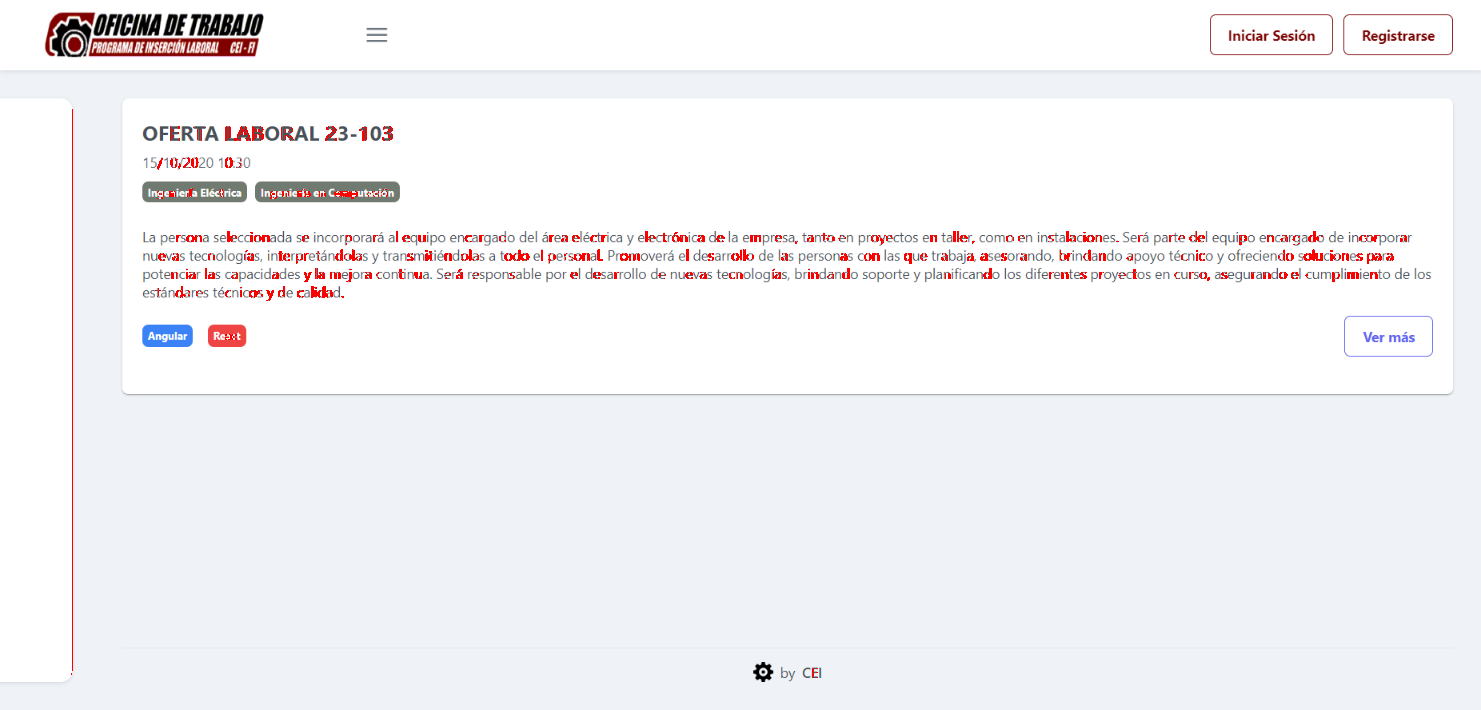 OFICINA DE TRABAJO
PROGRAMA DE INSERCIÓN LABORAL CEI - FI
Iniciar Sesión
Registrarse
OFERTA LABORAL 23-103
15/10/2020 10:30
Ingeniería Eléctrica
Ingeniería en Computación
La persona seleccionada se incorporará al equipo encargado del área eléctrica y electrónica de la empresa, tanto en proyectos en taller, como en instalaciones. Será parte del equipo encargado de incorporar
nuevas tecnologías, interpretándolas y transmitiéndolas a todo el personal. Promoverá el desarrollo de las personas con las que trabaja, asesorando, brindando apoyo técnico y ofreciendo soluciones para
potenciar las capacidades y la mejora continua. Será responsable por el desarrollo de nuevas tecnologías, brindando soporte y planificando los diferentes proyectos en curso, asegurando el cumplimiento de los
estándares técnicos y de calidad.
Angular
React
Ver más
by CEI